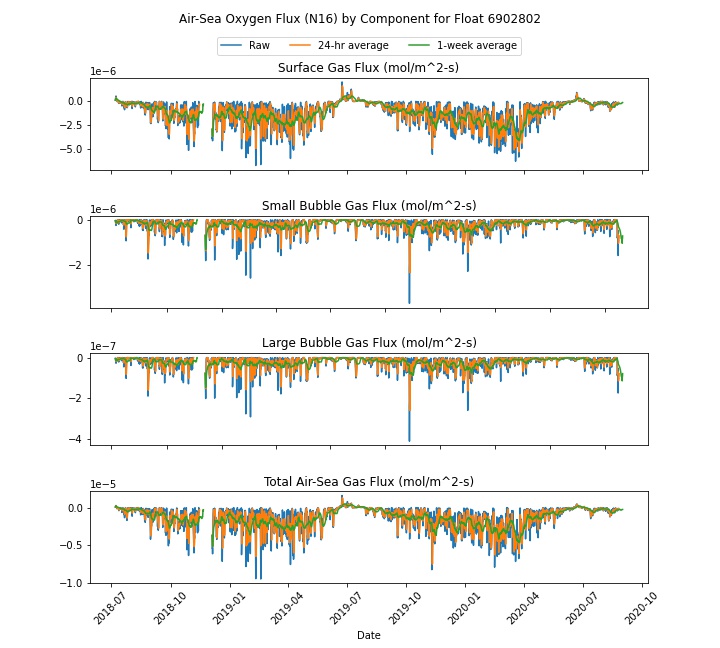 Air-Sea Oxygen Flux (N16) by Component for Float 6902802
Raw 24-hr average 1-week average
1e−6 Surface Gas Flux (mol/m^2-s)
0.0
−2.5
−5.0
1e−6 Small Bubble Gas Flux (mol/m^2-s)
0
−2
1e−7 Large Bubble Gas Flux (mol/m^2-s)
0
−2
−4
1e−5 Total Air-Sea Gas Flux (mol/m^2-s)
0.0
−0.5
−1.0
2018-07 2018-10 2019-01 2019-04 2019-07 2019-10 2020-01 2020-04 2020-07 2020-10
Date